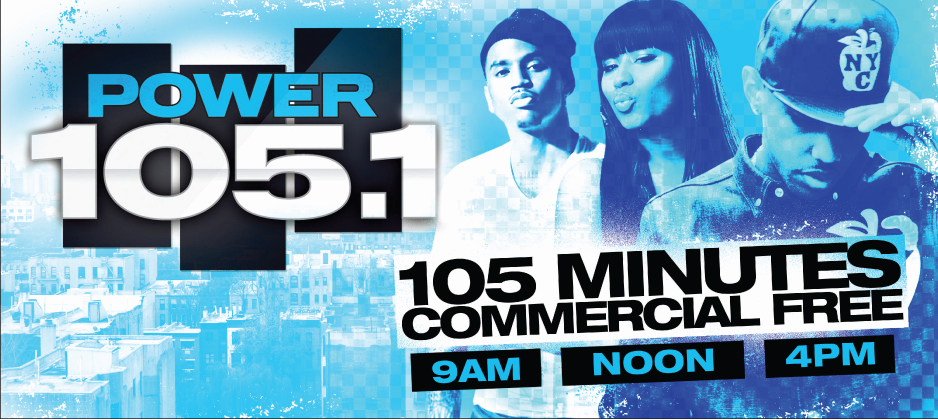 POWER
105.1
NYC
105 MINUTES
COMMERCIAL FREE
9AM
NOON
4PM